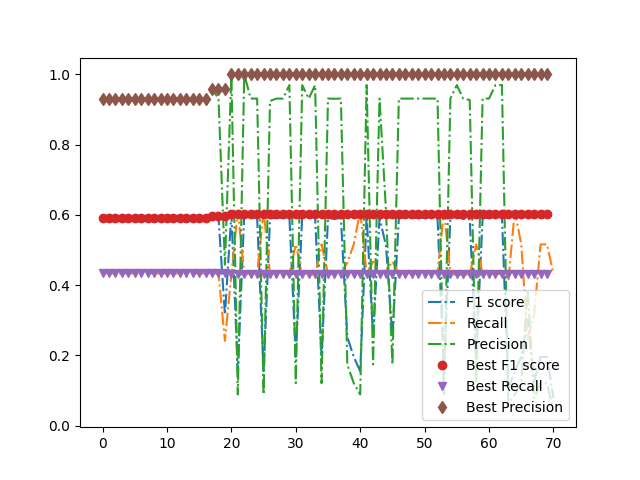 1.0
0.8
0.6
0.4
0.2
0.0
0 10 20 30 40 50 60 70
F1 score
Recall
Precision
Best F1 score
Best Recall
Best Precision